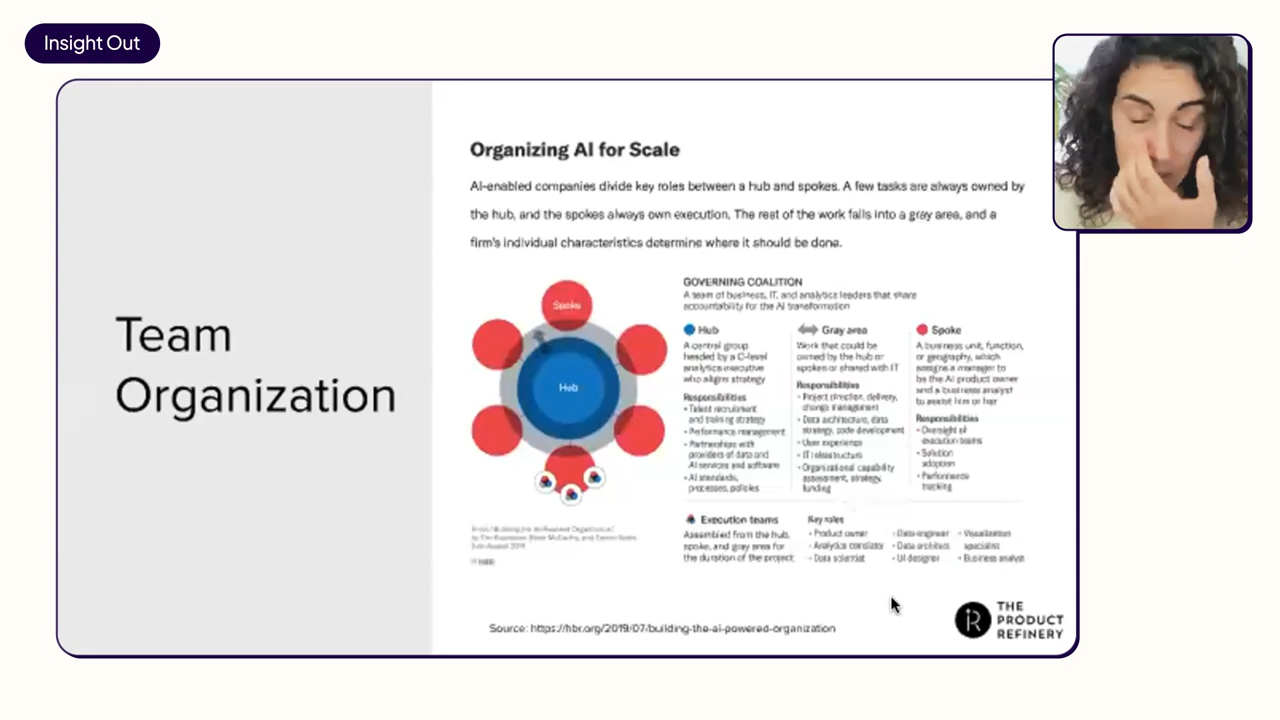 Insight Out
Team
Organization
Organizing AI for Scale
AI-enabled companies divide key roles between a hub and spokes. A few tasks are always owned by
the hub, and the spokes always own execution. The rest of the work falls into a gray area, and a
firm's individual characteristics determine where it should be done.
Spoke
Hub
GOVERNING COALITION
A team of business, IT, and analytics leaders that share
accountability for the AI transformation
Hub
A central group
headed by a C-level
analytics executive
who aligns strategy
Responsibilities
• Talent recruitment
and training strategy
• Performance management
• Partnerships with
providers of data and
AI services and software
• AI standards,
processes, policies
Gray area
Work that could be
owned by the hub or
spokes or shared with IT
Responsibilities
• Project direction, delivery,
change management
• Data architecture, data
strategy, code development
• User experience
• IT infrastructure
• Organizational capability
assessment, strategy,
funding
Spoke
A business unit, function,
or geography, which
assigns a manager to
be the AI product owner
and a business analyst
to assist him or her
Responsibilities
• Oversight of
execution teams
• Solution
adoption
• Performance
tracking
Execution teams
Assembled from the hub,
spoke, and gray area for
the duration of the project
Key roles
• Product owner
• Analytics translator
• Data scientist
• Data engineer
• Data architect
• UI designer
• Visualization
specialist
• Business analyst
From "Building the AI-Powered Organization,"
July-August 2019
HBR
Source: https://hbr.org/2019/07/building-the-ai-powered-organization
THE
PRODUCT
REFINERY